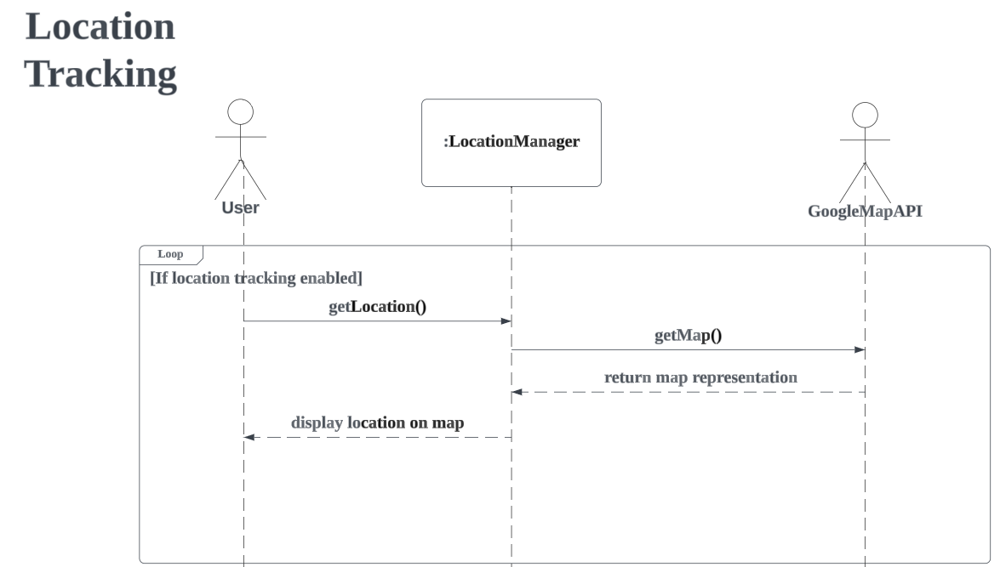 Location
Tracking
:LocationManager
User
GoogleMapAPI
Loop
[If location tracking enabled]
getLocation()
getMap()
return map representation
display location on map